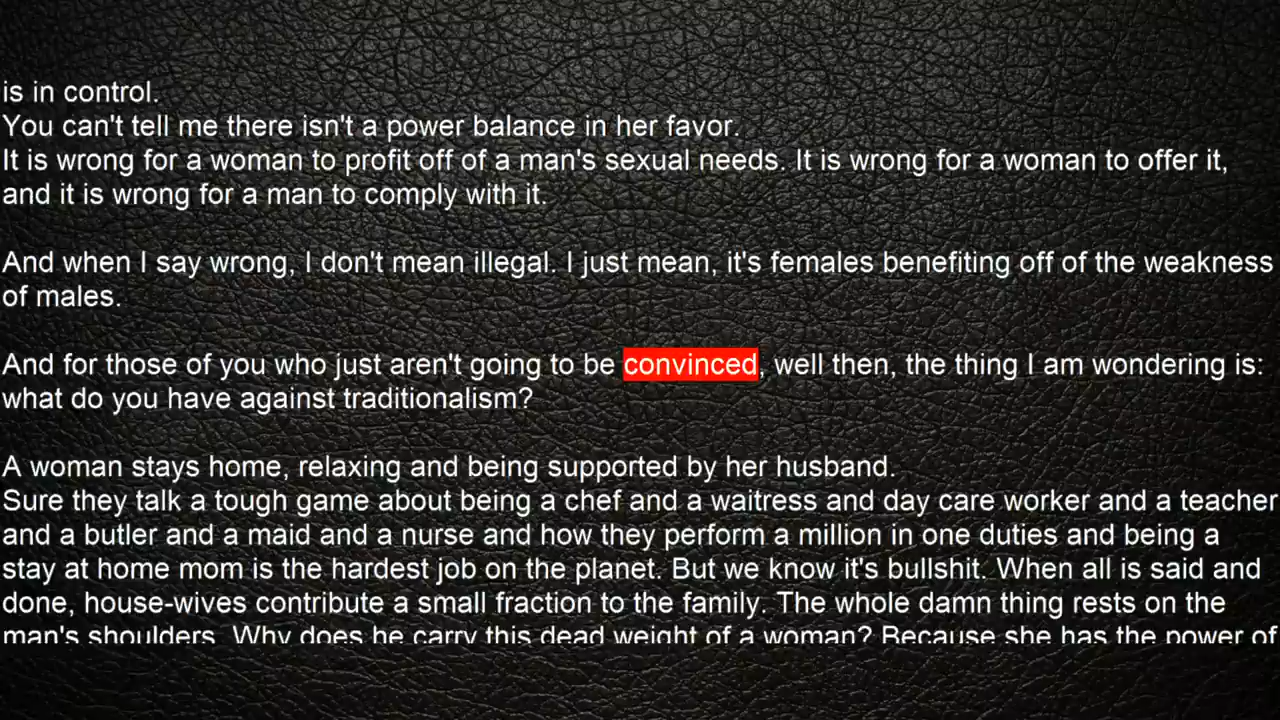 is in control.
You can't tell me there isn't a power balance in her favor.
It is wrong for a woman to profit off of a man's sexual needs. It is wrong for a woman to offer it,
and it is wrong for a man to comply with it.
And when I say wrong, I don't mean illegal. I just mean, it's females benefiting off of the weakness
of males.
And for those of you who just aren't going to be convinced, well then, the thing I am wondering is:
what do you have against traditionalism?
A woman stays home, relaxing and being supported by her husband.
Sure they talk a tough game about being a chef and a waitress and day care worker and a teacher
and a butler and a maid and a nurse and how they perform a million in one duties and being a
stay at home mom is the hardest job on the planet. But we know it's bullshit. When all is said and
done, house-wives contribute a small fraction to the family. The whole damn thing rests on the
man's shoulders. Why does he carry this dead weight of a woman? Because she has the power of